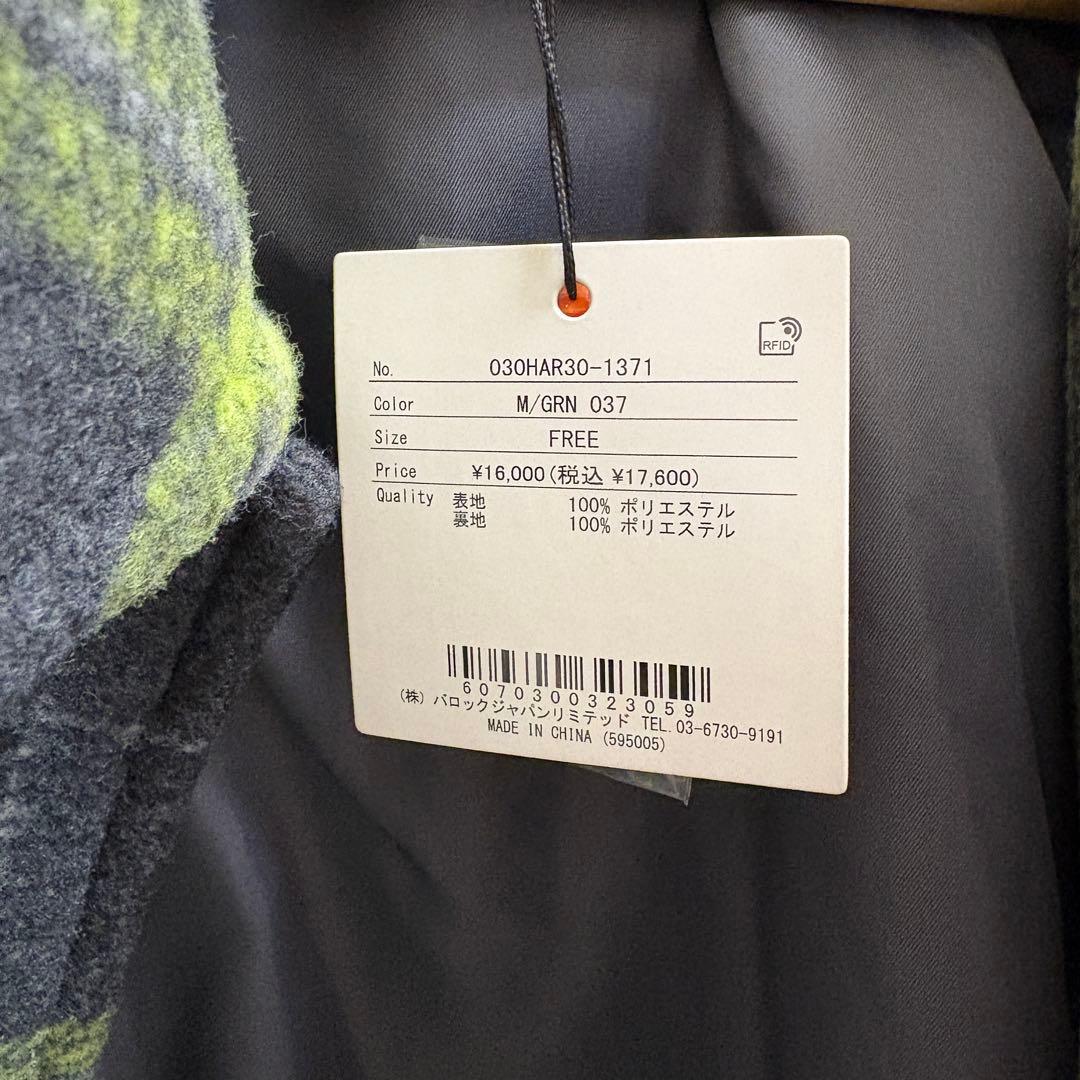 RFID
No. 030HAR30-1371
Color M/GRN 037
Size FREE
Price ¥16,000(税込 ¥17,600)
Quality 表地 100% ポリエステル
裏地 100% ポリエステル
6070300323059
(株) バロックジャパンリミテッド TEL.03-6730-9191
MADE IN CHINA (595005)